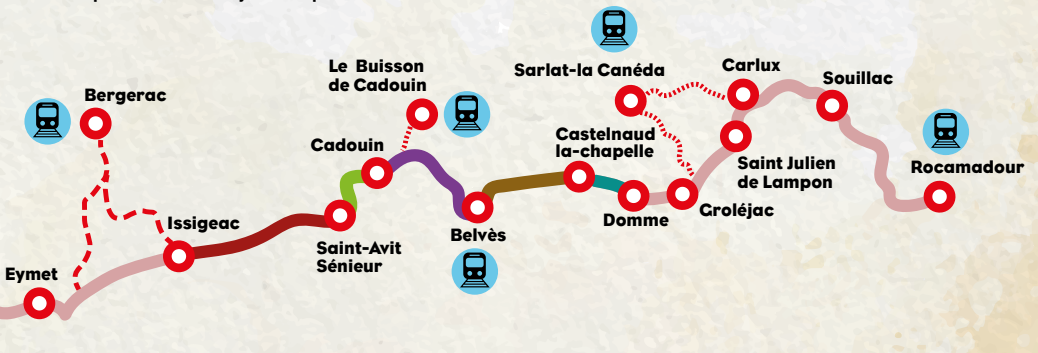 Bergerac
Le Buisson
de Cadouin
Sarlat-la Canéda
Carlux
Souillac
Cadouin
Castelnaud
la-chapelle
Rocamadour
Saint Julien
de Lampon
Issigeac
Domme
Groléjac
Belvès
Saint-Avit
Sénieur
Eymet